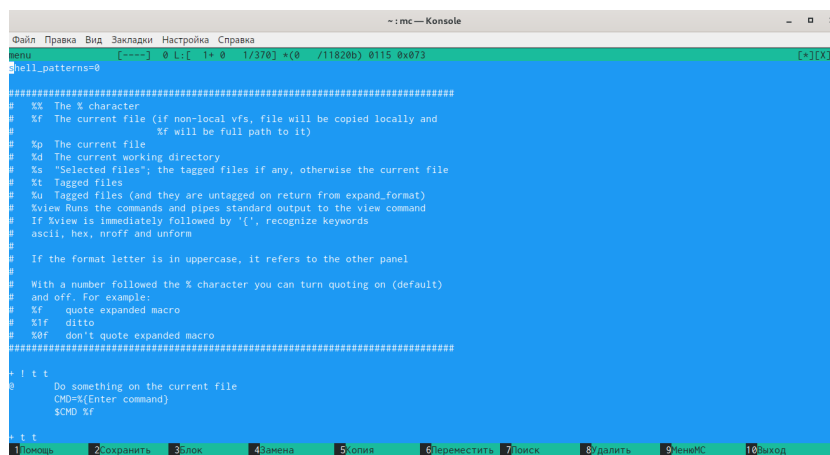 ~ : mc — Konsole
Файл Правка Вид Закладки Настройка Справка
menu [----] 0 L:[ 1+ 0 1/370] *(0 /11820b) 0115 0x073 [*][X]
shell_patterns=0
##############################################################################
# %% The % character
# %f The current file (if non-local vfs, file will be copied locally and
# %f will be full path to it)
# %p The current file
# %d The current working directory
# %s "Selected files"; the tagged files if any, otherwise the current file
# %t Tagged files
# %u Tagged files (and they are untagged on return from expand_format)
# %view Runs the commands and pipes standard output to the view command
# If %view is immediately followed by '{', recognize keywords
# ascii, hex, nroff and unform
#
# If the format letter is in uppercase, it refers to the other panel
#
# With a number followed the % character you can turn quoting on (default)
# and off. For example:
# %f quote expanded macro
# %1f ditto
# %0f don't quote expanded macro
##############################################################################
+ ! t t
@ Do something on the current file
CMD=%{Enter command}
$CMD %f
+ t t
1Помощь 2Сохранить 3Блок 4Замена 5Копия 6Переместить 7Поиск 8Удалить 9МенюMC 10Выход